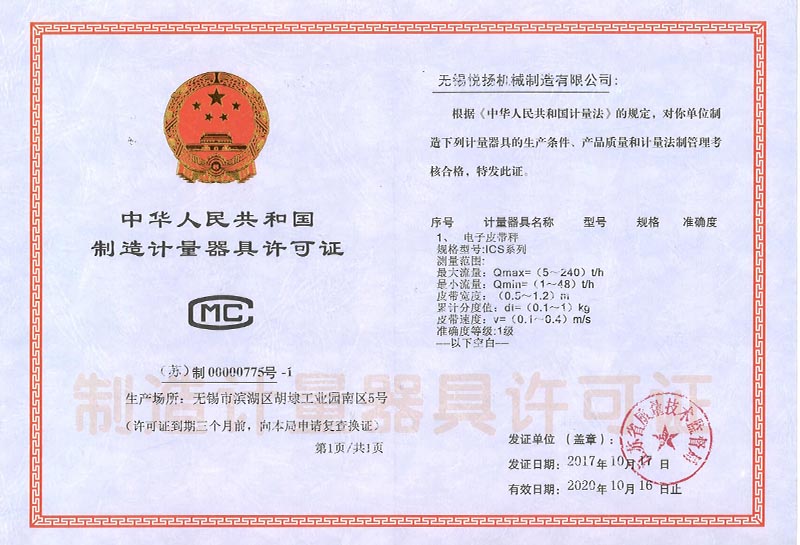 中华人民共和国
制造计量器具许可证
CMC
(苏)制00000775号-1
生产场所：无锡市滨湖区胡埭工业园南区5号
(许可证到期三个月前，向本局申请复查换证)
第1页/共1页
无锡悦扬机械制造有限公司：
根据《中华人民共和国计量法》的规定，对你单位制
造下列计量器具的生产条件、产品质量和计量法制管理考
核合格，特发此证。
序号 计量器具名称 型号 规格 准确度
1、 电子皮带秤
规格型号:ICS系列
测量范围:
最大流量：Qmax=（5～240）t/h
最小流量：Qmin=（1～48）t/h
皮带宽度：（0.5～1.2）m
累计分度值：di=（0.1～1）kg
皮带速度：v=（0.1～0.4）m/s
准确度等级:1级
——以下空白——
制造计量器具许可证
发证单位（盖章）：
江苏省质量技术监督局
发证日期：2017年10月17日
有效日期：2020年10月16日止